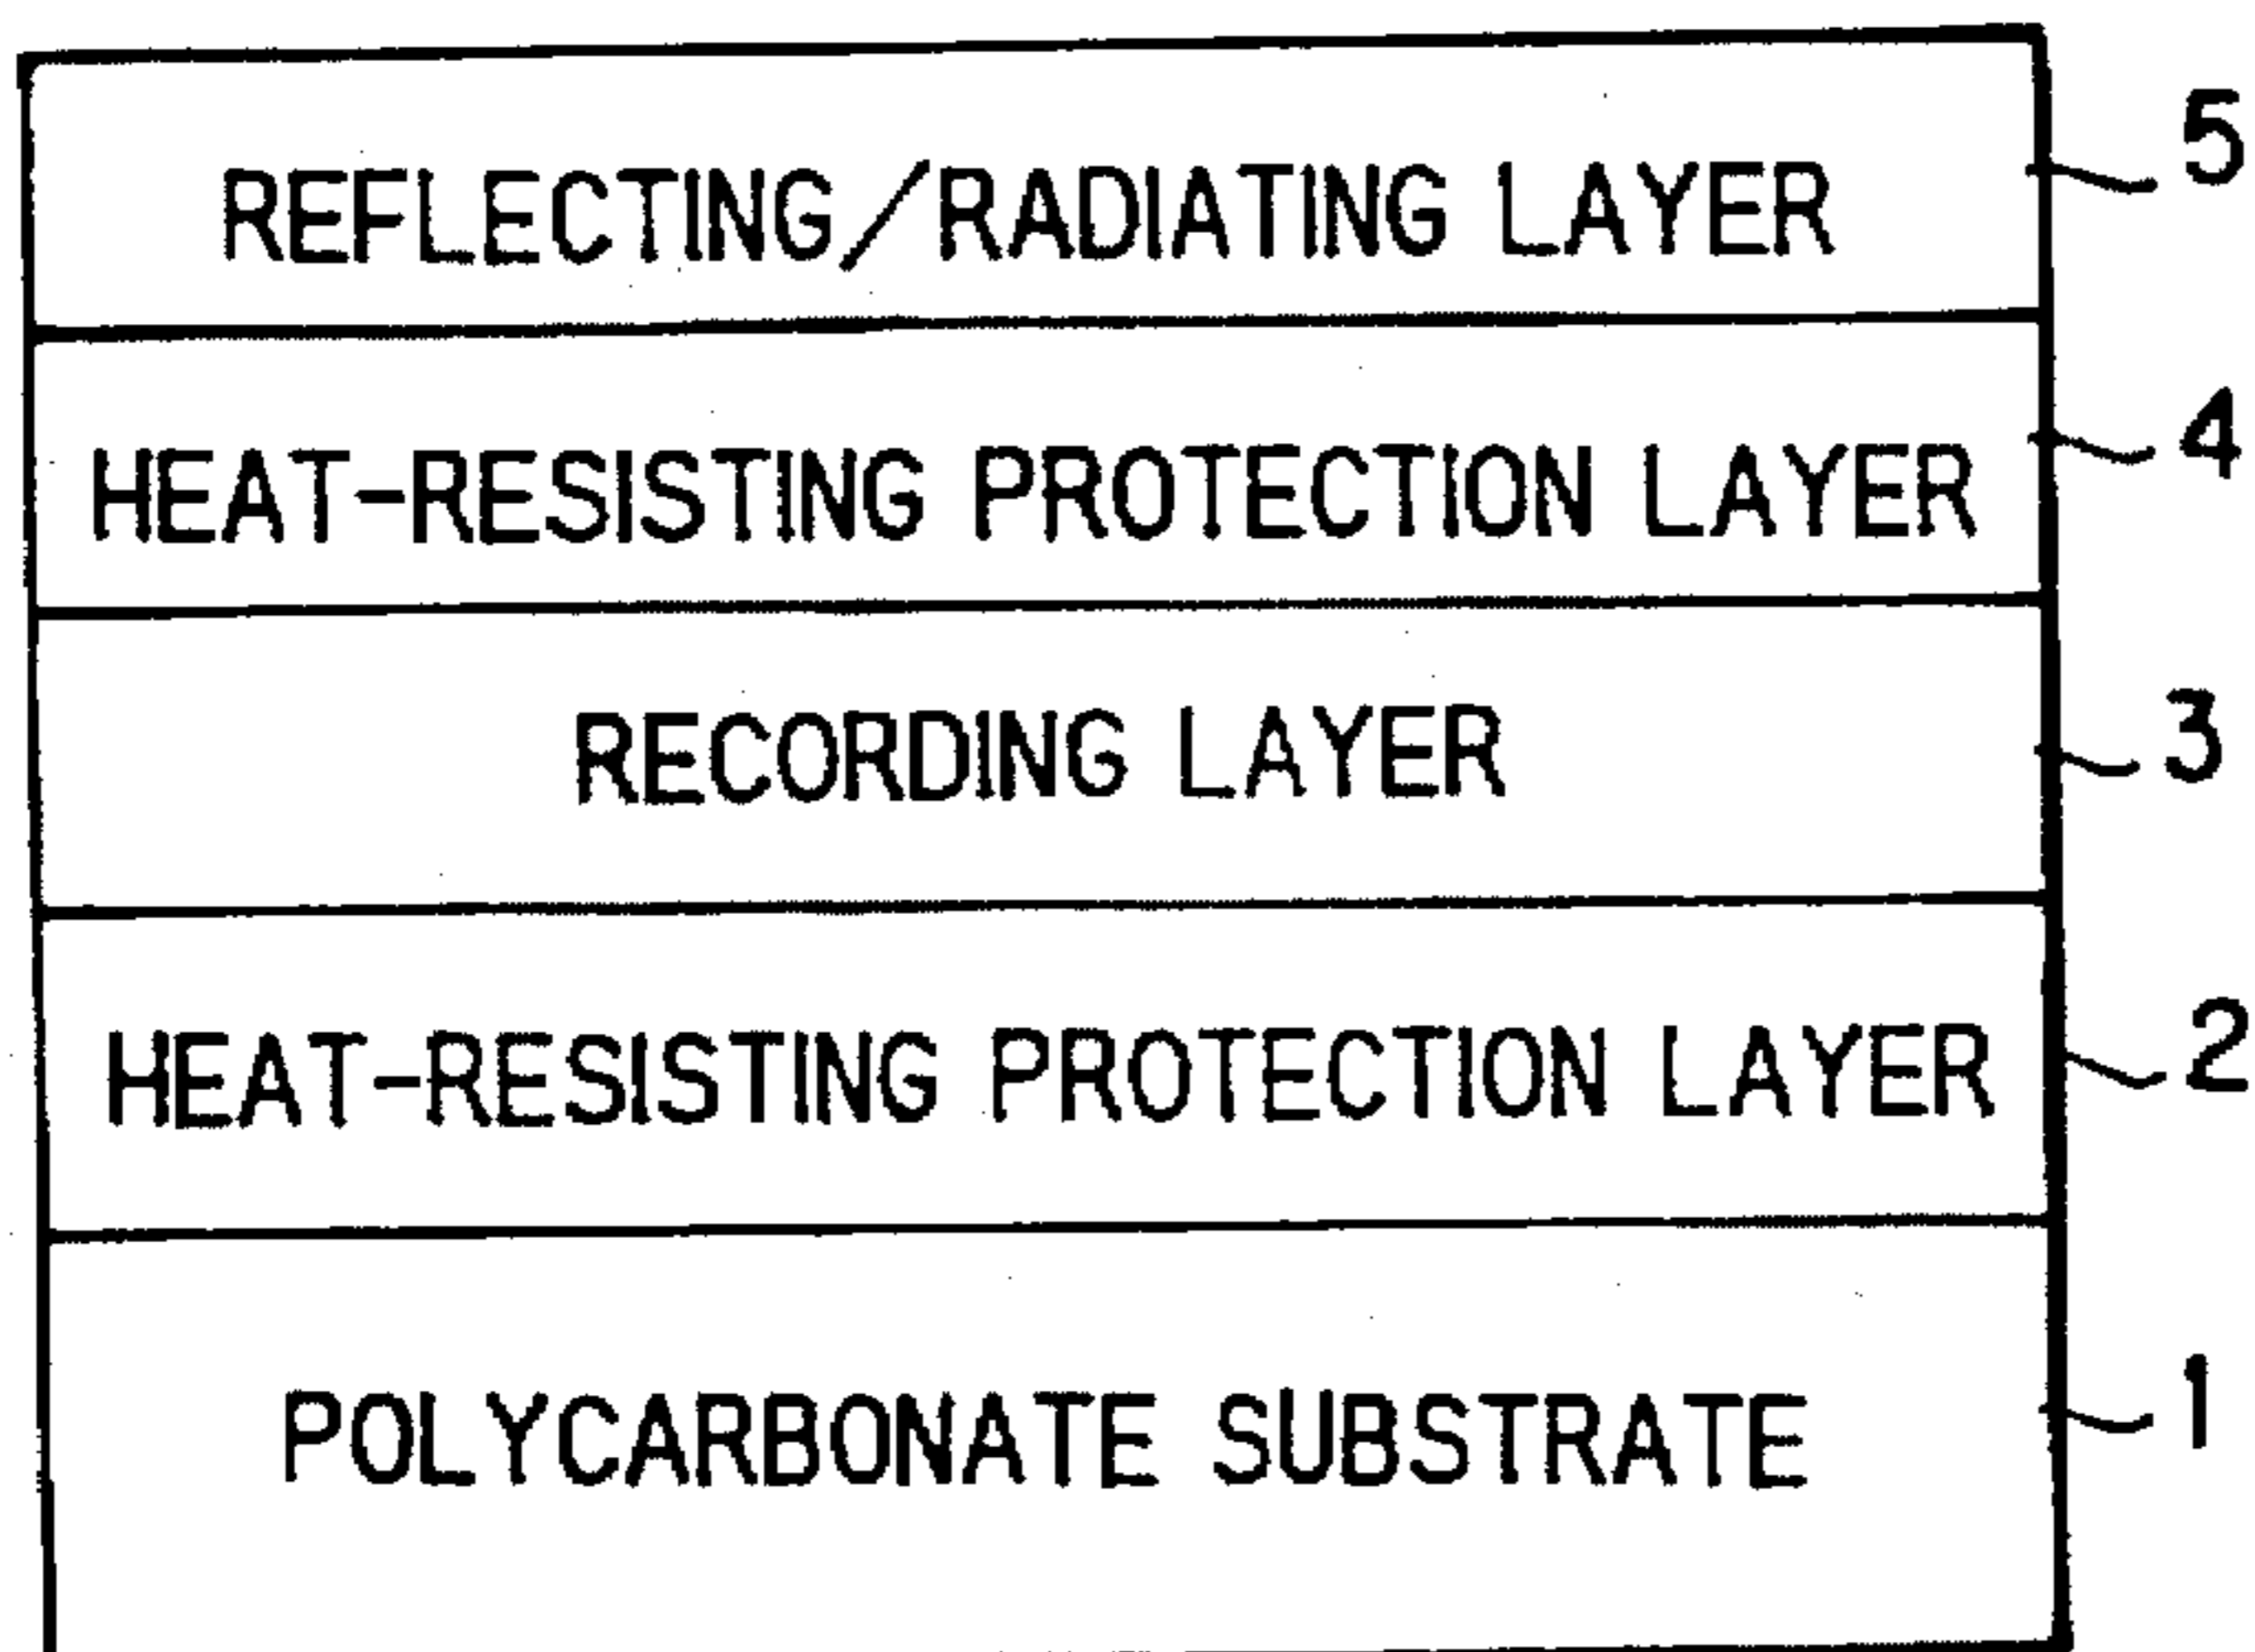 REFLECTING/RADIATING LAYER 5
HEAT-RESISTING PROTECTION LAYER 4
RECORDING LAYER 3
HEAT-RESISTING PROTECTION LAYER 2
POLYCARBONATE SUBSTRATE 1